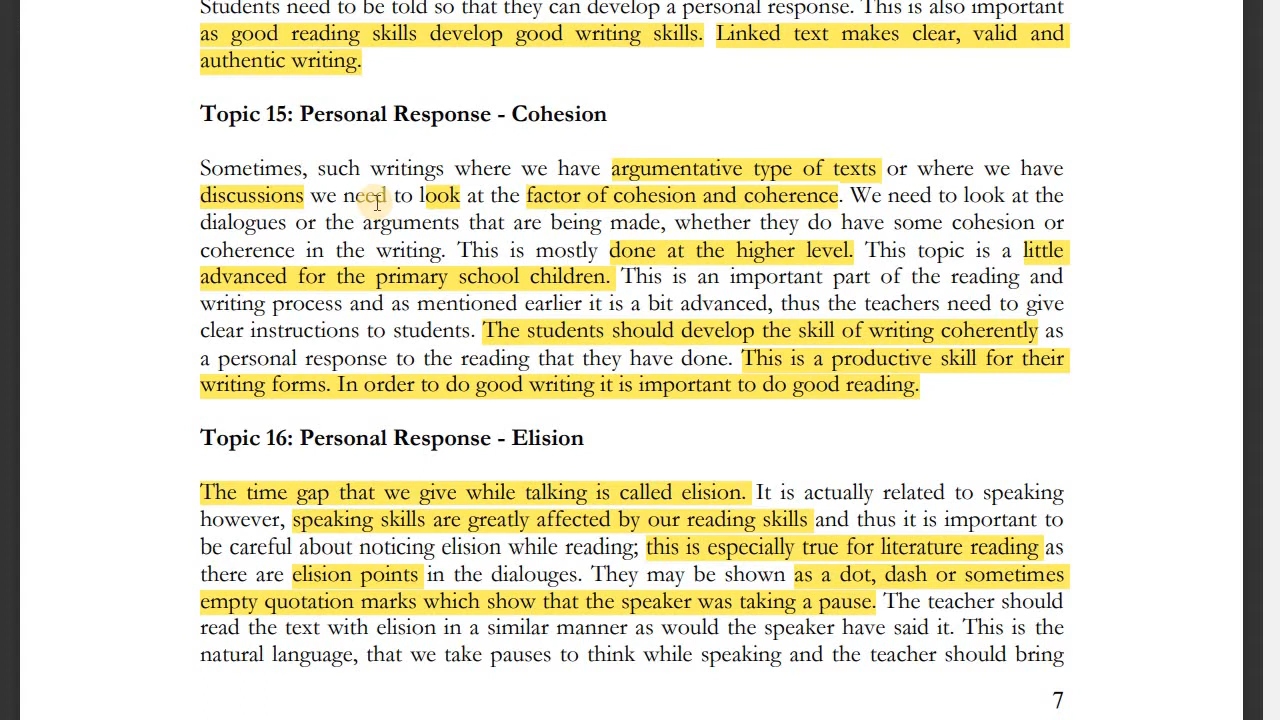 Students need to be told so that they can develop a personal response. This is also important
as good reading skills develop good writing skills. Linked text makes clear, valid and
authentic writing.
Topic 15: Personal Response - Cohesion
Sometimes, such writings where we have argumentative type of texts or where we have
discussions we need to look at the factor of cohesion and coherence. We need to look at the
dialogues or the arguments that are being made, whether they do have some cohesion or
coherence in the writing. This is mostly done at the higher level. This topic is a little
advanced for the primary school children. This is an important part of the reading and
writing process and as mentioned earlier it is a bit advanced, thus the teachers need to give
clear instructions to students. The students should develop the skill of writing coherently as
a personal response to the reading that they have done. This is a productive skill for their
writing forms. In order to do good writing it is important to do good reading.
Topic 16: Personal Response - Elision
The time gap that we give while talking is called elision. It is actually related to speaking
however, speaking skills are greatly affected by our reading skills and thus it is important to
be careful about noticing elision while reading; this is especially true for literature reading as
there are elision points in the dialouges. They may be shown as a dot, dash or sometimes
empty quotation marks which show that the speaker was taking a pause. The teacher should
read the text with elision in a similar manner as would the speaker have said it. This is the
natural language, that we take pauses to think while speaking and the teacher should bring
7